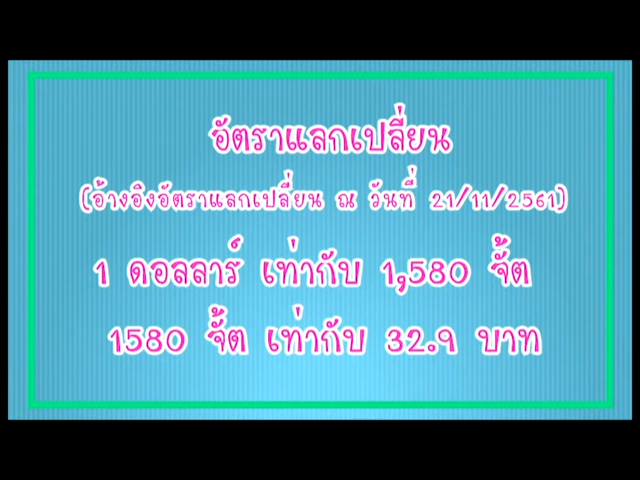 อัตราแลกเปลี่ยน
(อ้างอิงอัตราแลกเปลี่ยน ณ วันที่ 21/11/2561)
1 ดอลลาร์ เท่ากับ 1,580 จั๊ต
1580 จั๊ต เท่ากับ 32.9 บาท